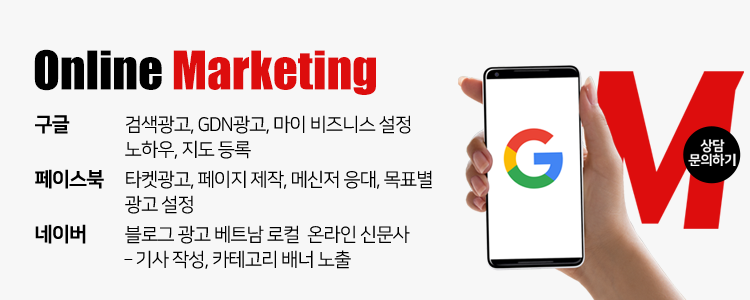 Online Marketing
구글 검색광고, GDN광고, 마이 비즈니스 설정
노하우, 지도 등록
페이스북 타켓광고, 페이지 제작, 메신저 응대, 목표별
광고 설정
네이버 블로그 광고 베트남 로컬 온라인 신문사
– 기사 작성, 카테고리 배너 노출
G
M
상담
문의하기